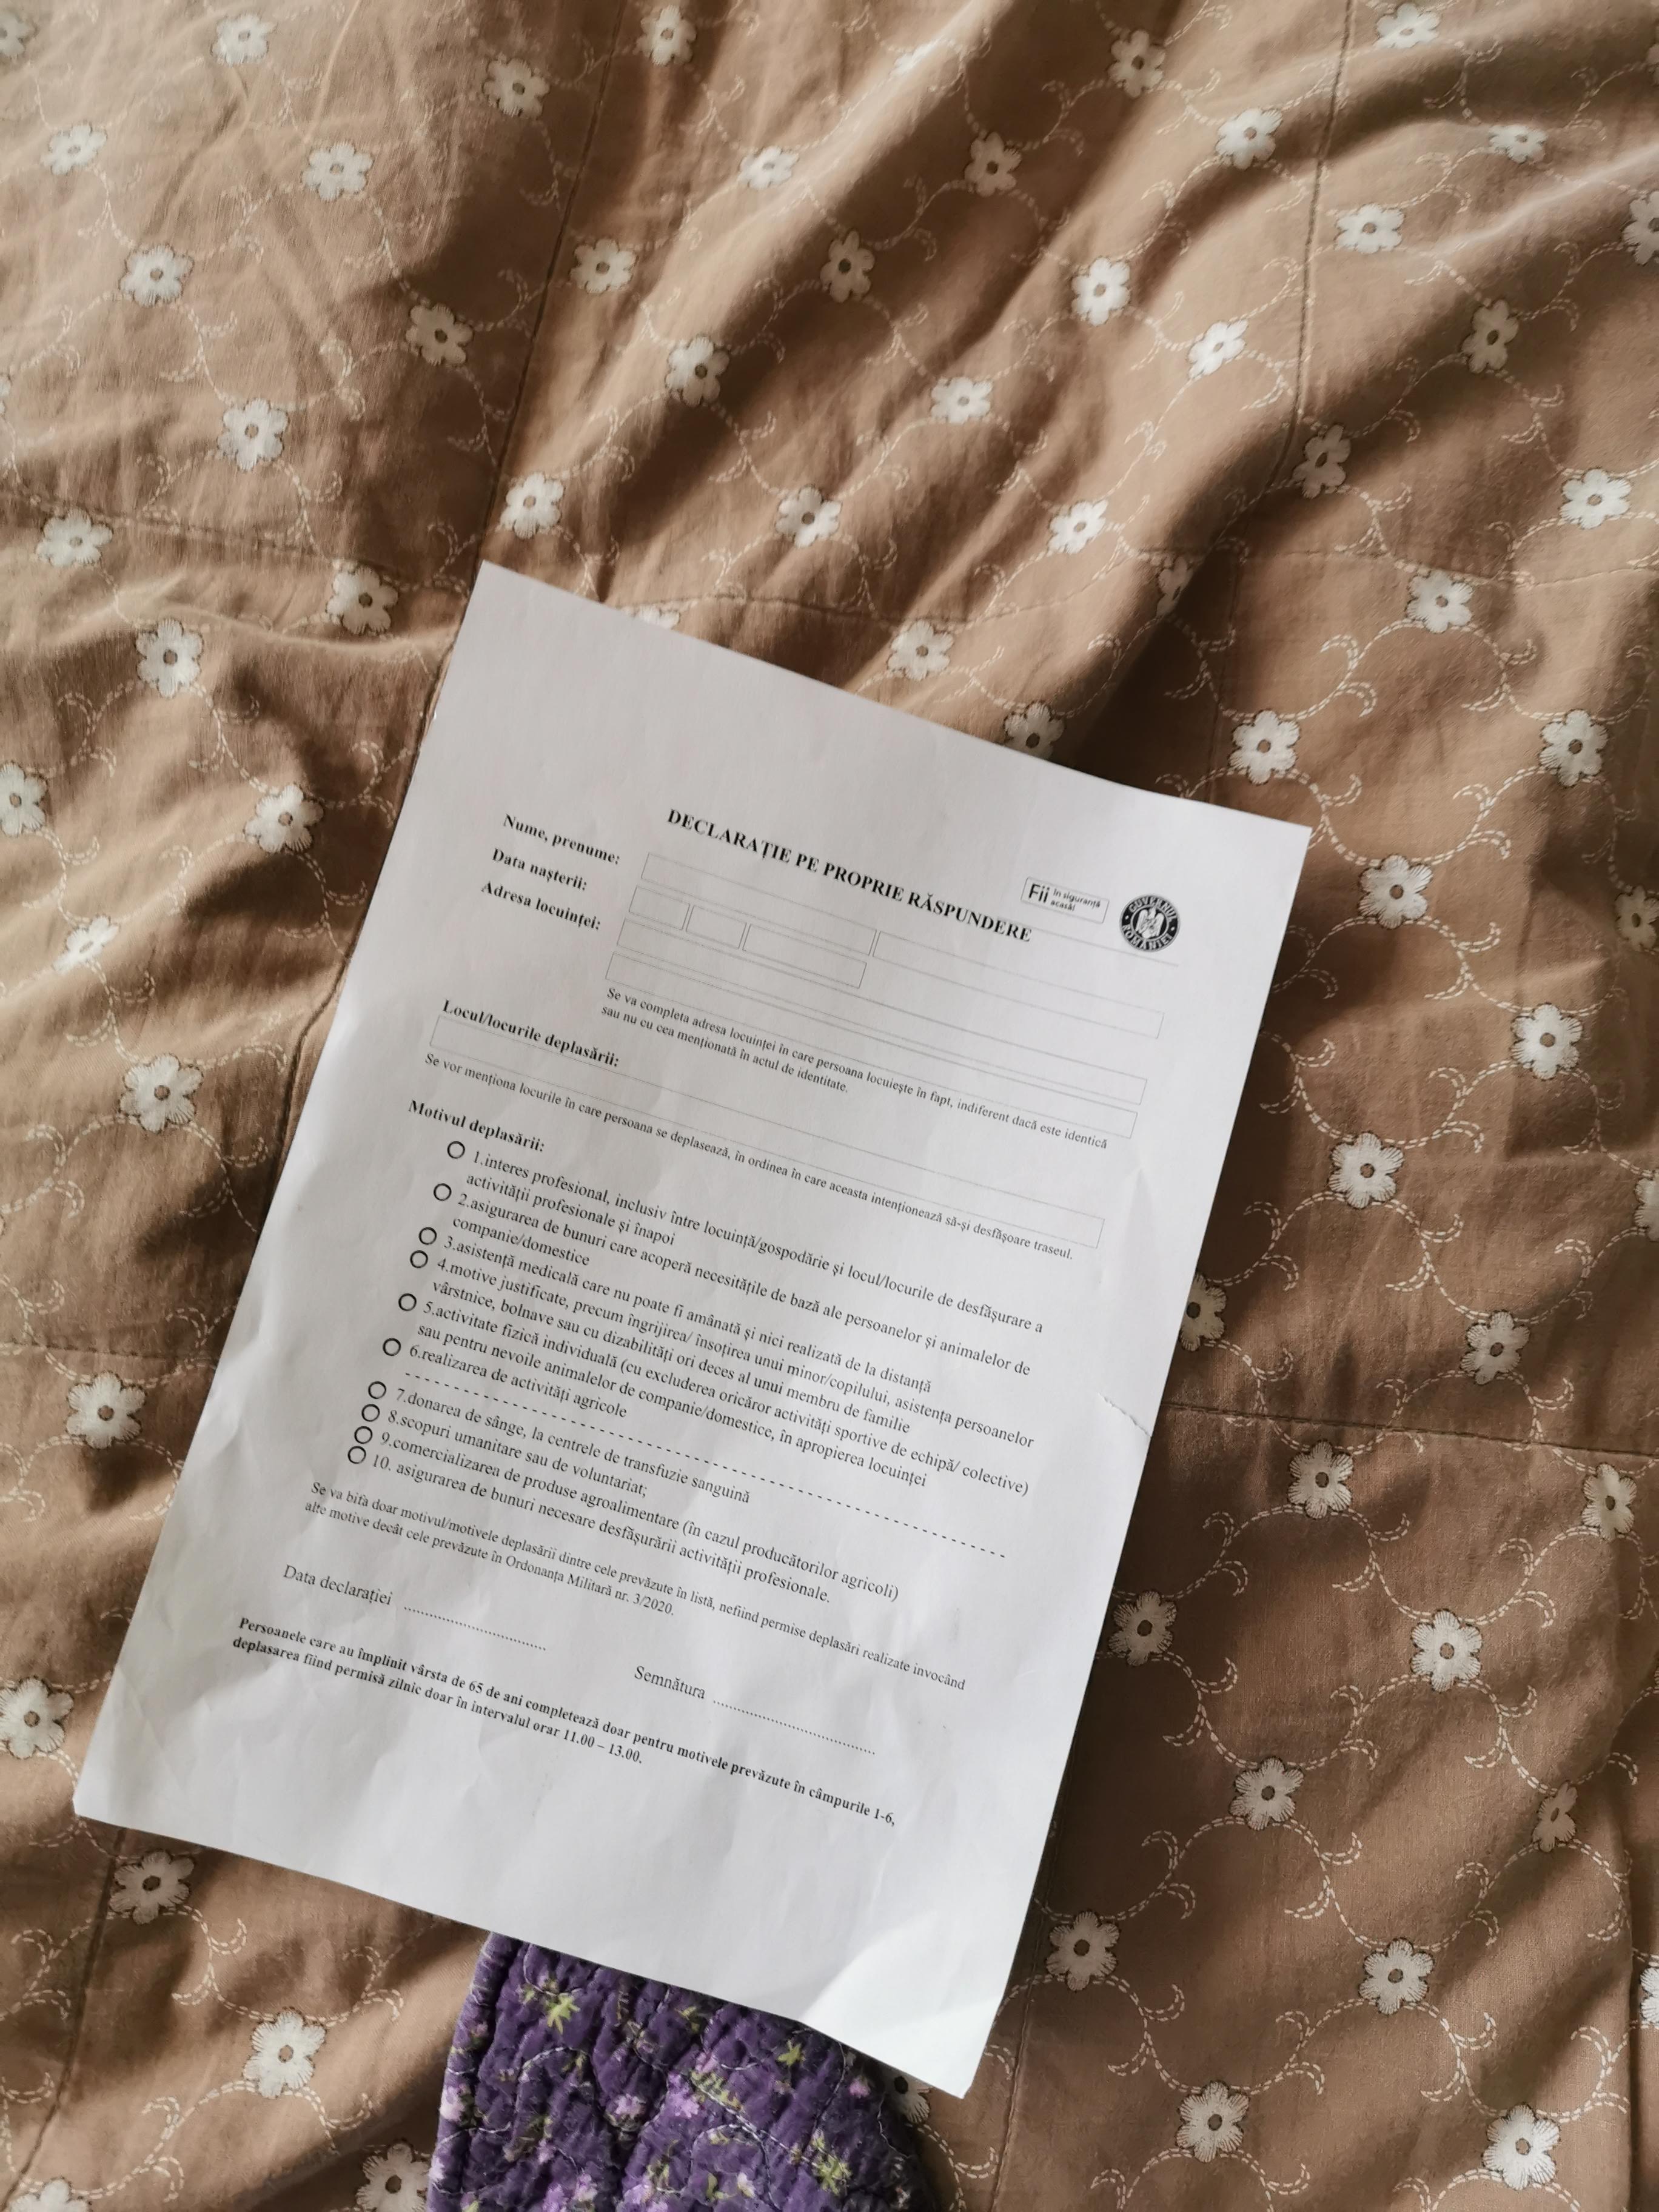 Fii în siguranță
acasă!
GUVERNUL
ROMÂNIEI
DECLARAȚIE PE PROPRIE RĂSPUNDERE
Nume, prenume:
Data nașterii:
Adresa locuinței:
Se va completa adresa locuinței în care persoana locuiește în fapt, indiferent dacă este identică
sau nu cu cea menționată în actul de identitate.
Locul/locurile deplasării:
Se vor menționa locurile în care persoana se deplasează, în ordinea în care aceasta intenționează să-și desfășoare traseul.
Motivul deplasării:
1.interes profesional, inclusiv între locuință/gospodărie și locul/locurile de desfășurare a
activității profesionale și înapoi
2.asigurarea de bunuri care acoperă necesitățile de bază ale persoanelor și animalelor de
companie/domestice
3.asistență medicală care nu poate fi amânată și nici realizată de la distanță
4.motive justificate, precum îngrijirea/ însoțirea unui minor/copilului, asistența persoanelor
vârstnice, bolnave sau cu dizabilități ori deces al unui membru de familie
5.activitate fizică individuală (cu excluderea oricăror activități sportive de echipă/ colective)
sau pentru nevoile animalelor de companie/domestice, în apropierea locuinței
6.realizarea de activități agricole
7.donarea de sânge, la centrele de transfuzie sanguină
8.scopuri umanitare sau de voluntariat;
9.comercializarea de produse agroalimentare (în cazul producătorilor agricoli)
10. asigurarea de bunuri necesare desfășurării activității profesionale.
Se va bifa doar motivul/motivele deplasării dintre cele prevăzute în listă, nefiind permise deplasări realizate invocând
alte motive decât cele prevăzute în Ordonanța Militară nr. 3/2020.
Data declarației
Semnătura
Persoanele care au împlinit vârsta de 65 de ani completează doar pentru motivele prevăzute în câmpurile 1-6,
deplasarea fiind permisă zilnic doar în intervalul orar 11.00 – 13.00.